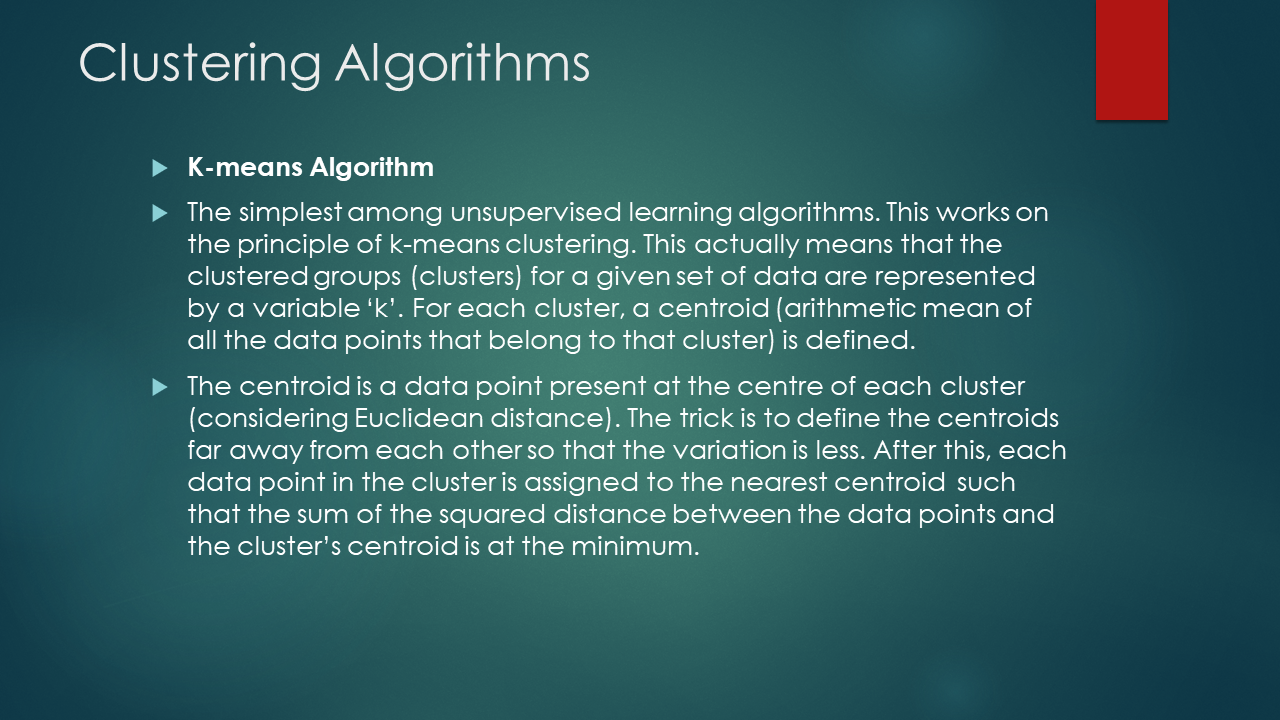 Clustering Algorithms
K-means Algorithm
The simplest among unsupervised learning algorithms. This works on
the principle of k-means clustering. This actually means that the
clustered groups (clusters) for a given set of data are represented
by a variable ‘k’. For each cluster, a centroid (arithmetic mean of
all the data points that belong to that cluster) is defined.
The centroid is a data point present at the centre of each cluster
(considering Euclidean distance). The trick is to define the centroids
far away from each other so that the variation is less. After this, each
data point in the cluster is assigned to the nearest centroid such
that the sum of the squared distance between the data points and
the cluster’s centroid is at the minimum.